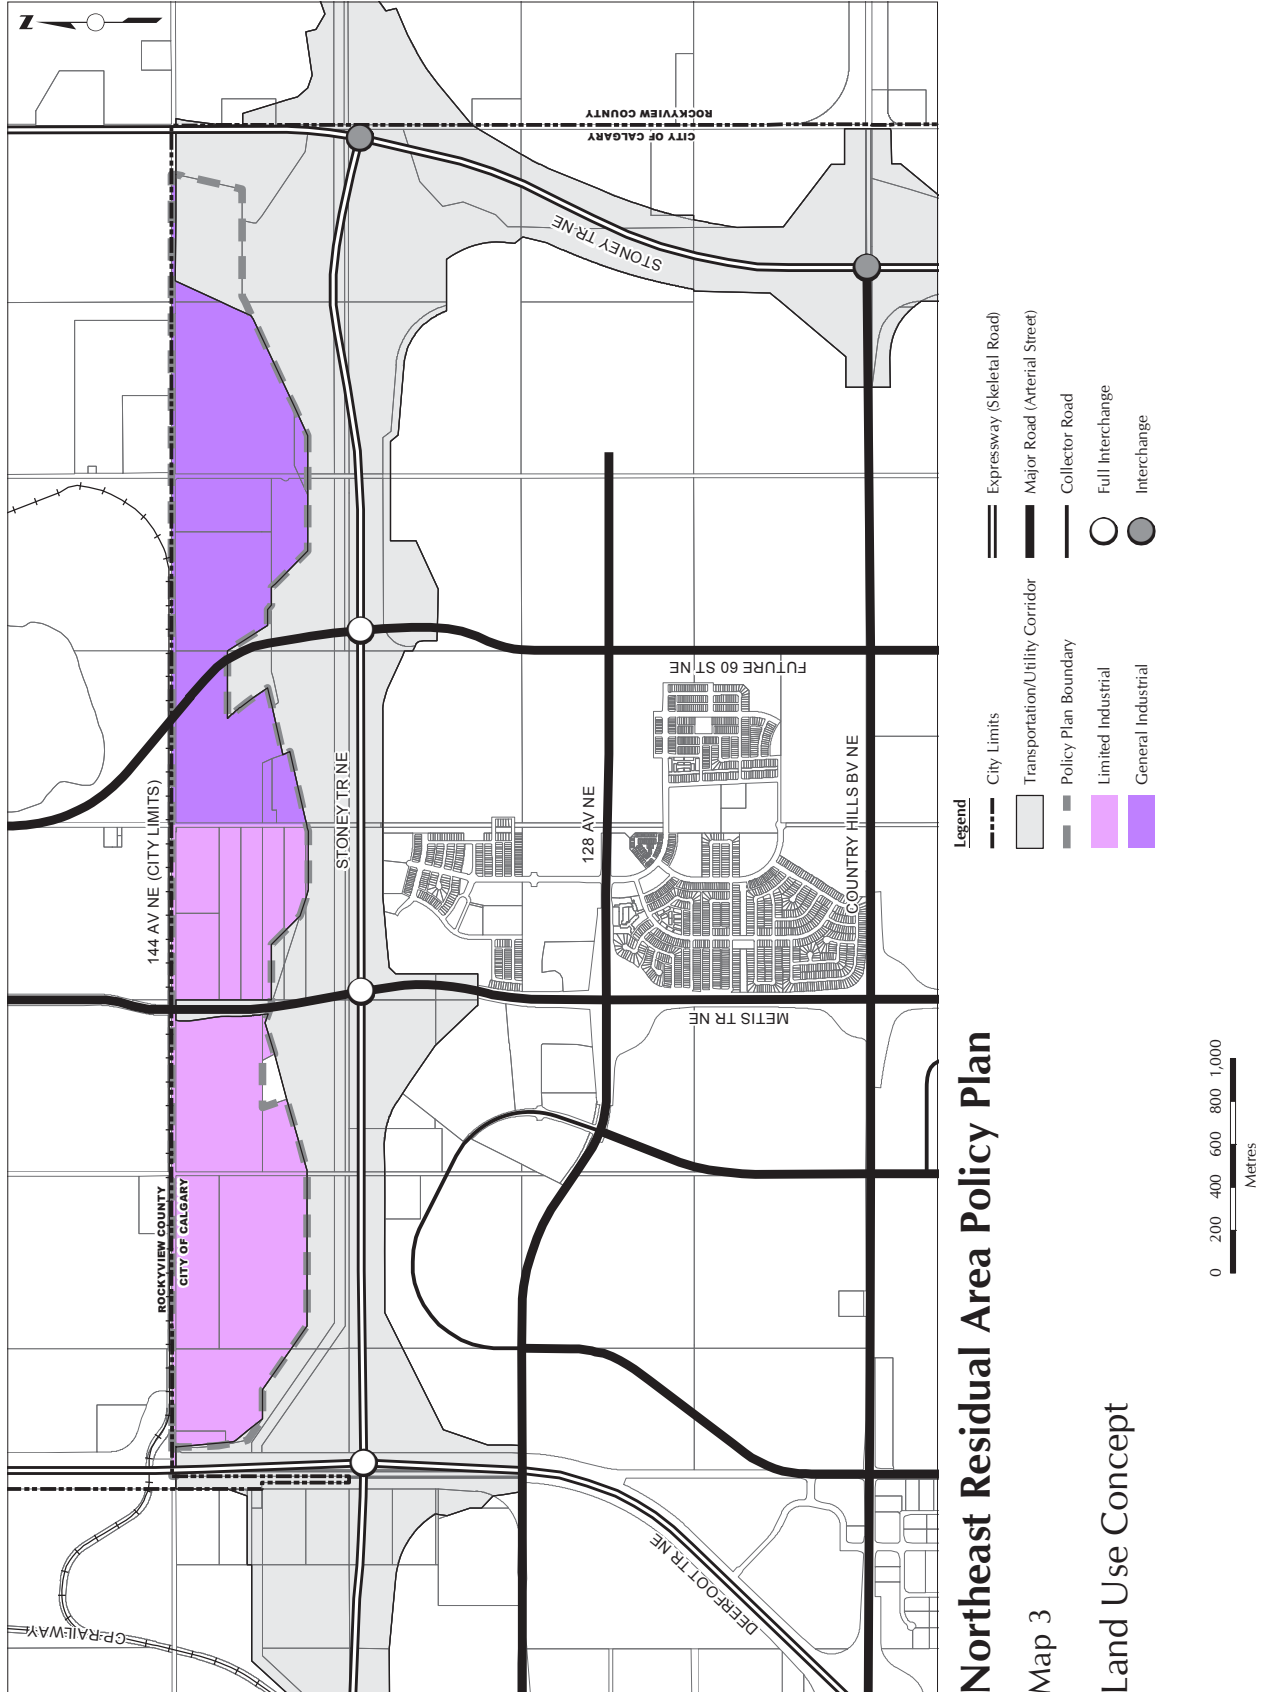 N
ROCKYVIEW COUNTY
CITY OF CALGARY
144 AV NE (CITY LIMITS)
ROCKYVIEW COUNTY
CITY OF CALGARY
STONEY TR NE
STONEY TR NE
128 AV NE
FUTURE 60 ST NE
COUNTRY HILLS BV NE
METIS TR NE
DEERFOOT TR NE
CP RAILWAY
Northeast Residual Area Policy Plan
Map 3
Land Use Concept
Legend
City Limits
Transportation/Utility Corridor
Policy Plan Boundary
Limited Industrial
General Industrial
Expressway (Skeletal Road)
Major Road (Arterial Street)
Collector Road
Full Interchange
Interchange
0 200 400 600 800 1,000
Metres